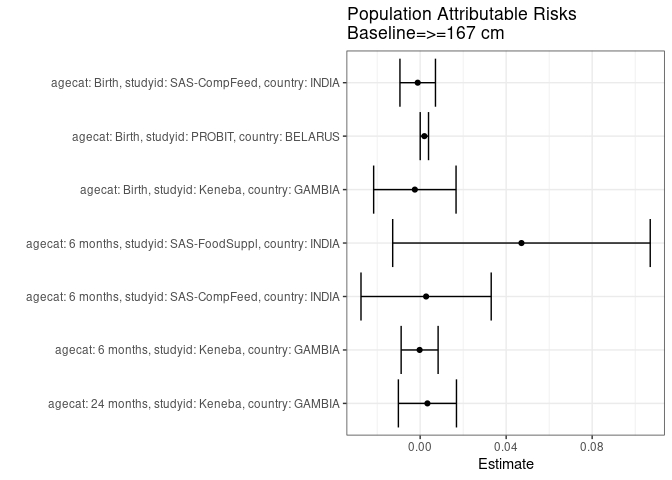 Population Attributable Risks
Baseline=>=167 cm
agecat: Birth, studyid: SAS-CompFeed, country: INDIA
agecat: Birth, studyid: PROBIT, country: BELARUS
agecat: Birth, studyid: Keneba, country: GAMBIA
agecat: 6 months, studyid: SAS-FoodSuppl, country: INDIA
agecat: 6 months, studyid: SAS-CompFeed, country: INDIA
agecat: 6 months, studyid: Keneba, country: GAMBIA
agecat: 24 months, studyid: Keneba, country: GAMBIA
0.00 0.04 0.08
Estimate